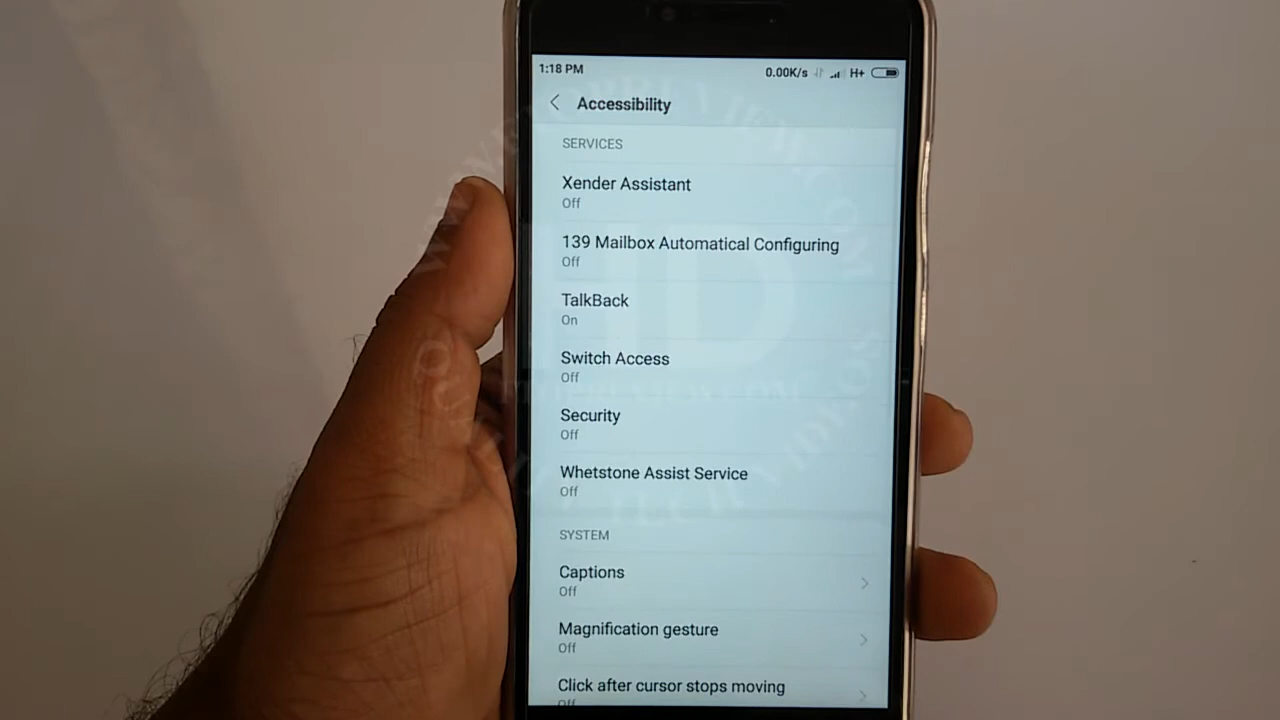 1:18 PM
0.00K/s H+
Accessibility
SERVICES
Xender Assistant
Off
139 Mailbox Automatical Configuring
Off
TalkBack
On
Switch Access
Off
Security
Off
Whetstone Assist Service
Off
SYSTEM
Captions
Off
Magnification gesture
Off
Click after cursor stops moving
Off